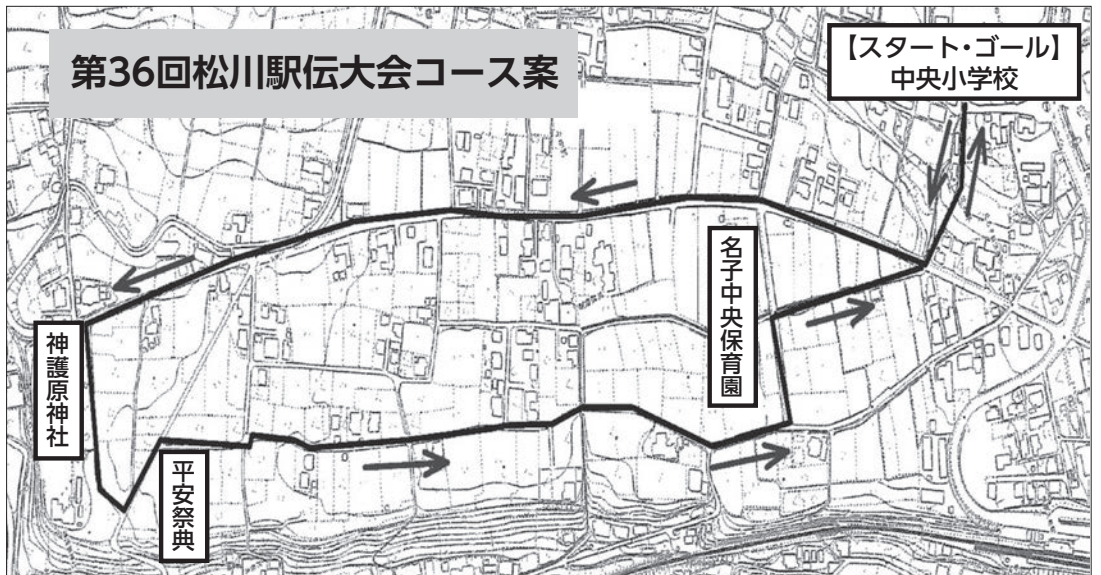 第36回松川駅伝大会コース案
【スタート・ゴール】
中央小学校
名子中央保育園
神護原神社
平安祭典